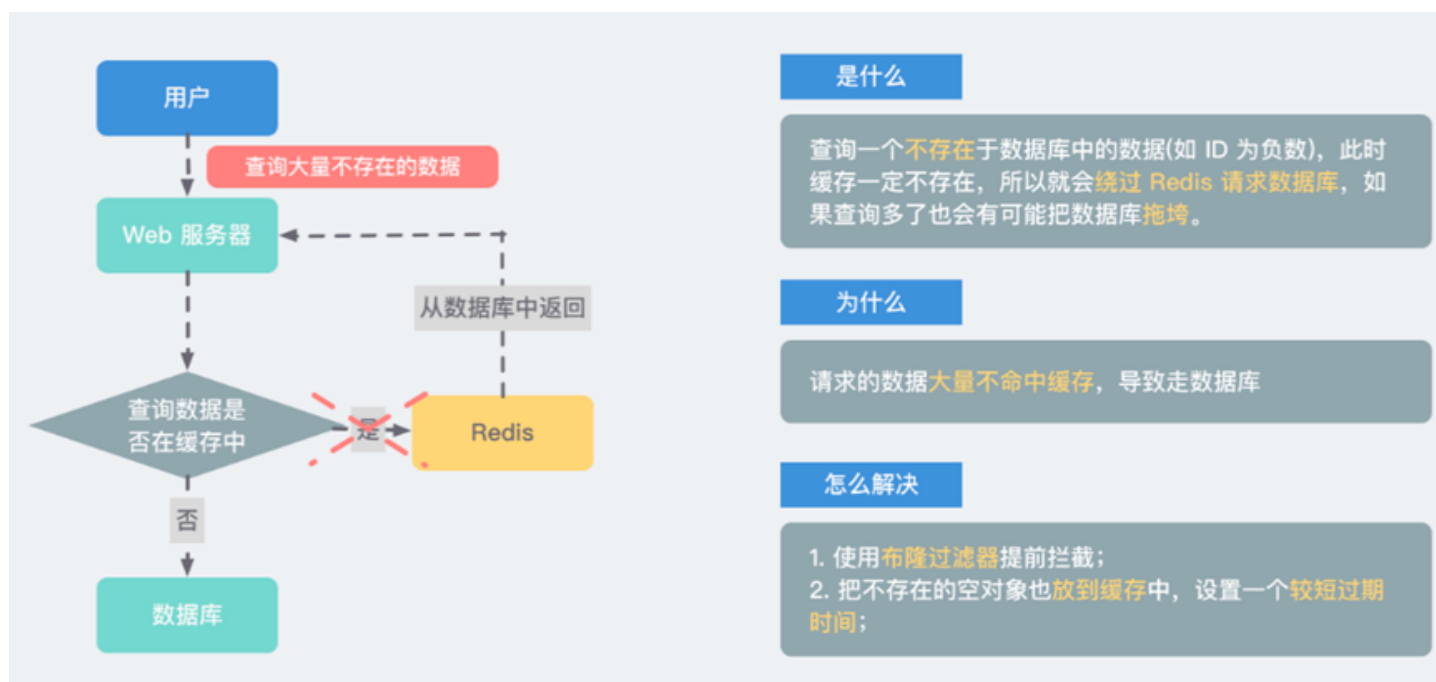 用户
查询大量不存在的数据
Web 服务器
从数据库中返回
查询数据是
否在缓存中
是
Redis
否
数据库
是什么
查询一个不存在于数据库中的数据(如 ID 为负数)，此时
缓存一定不存在，所以就会绕过 Redis 请求数据库，如
果查询多了也会有可能把数据库拖垮。
为什么
请求的数据大量不命中缓存，导致走数据库
怎么解决
1. 使用布隆过滤器提前拦截；
2. 把不存在的空对象也放到缓存中，设置一个较短过期
时间；